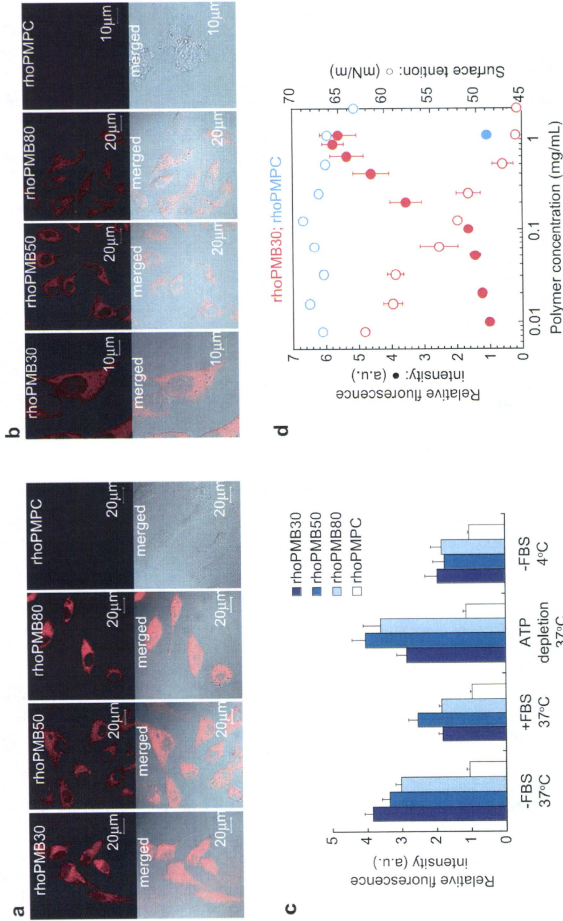 a
rhoPMB30
rhoPMB50
rhoPMB80
rhoPMPC
20μm
20μm
20μm
20μm
merged
merged
merged
merged
20μm
20μm
20μm
20μm
b
rhoPMB30
rhoPMB50
rhoPMB80
rhoPMPC
10μm
20μm
20μm
10μm
merged
merged
merged
merged
10μm
20μm
20μm
10μm
c
Relative fluorescence
intensity (a.u.)
5
4
3
2
1
0
rhoPMB30
rhoPMB50
rhoPMB80
rhoPMPC
-FBS
37°C
+FBS
37°C
ATP
depletion
37°C
-FBS
4°C
d
rhoPMB30; rhoPMPC
Relative fluorescence
intensity: ● (a.u.)
7
6
5
4
3
2
1
0
0.01
0.1
1
Polymer concentration (mg/mL)
70
65
60
55
50
45
Surface tention: ○ (mN/m)